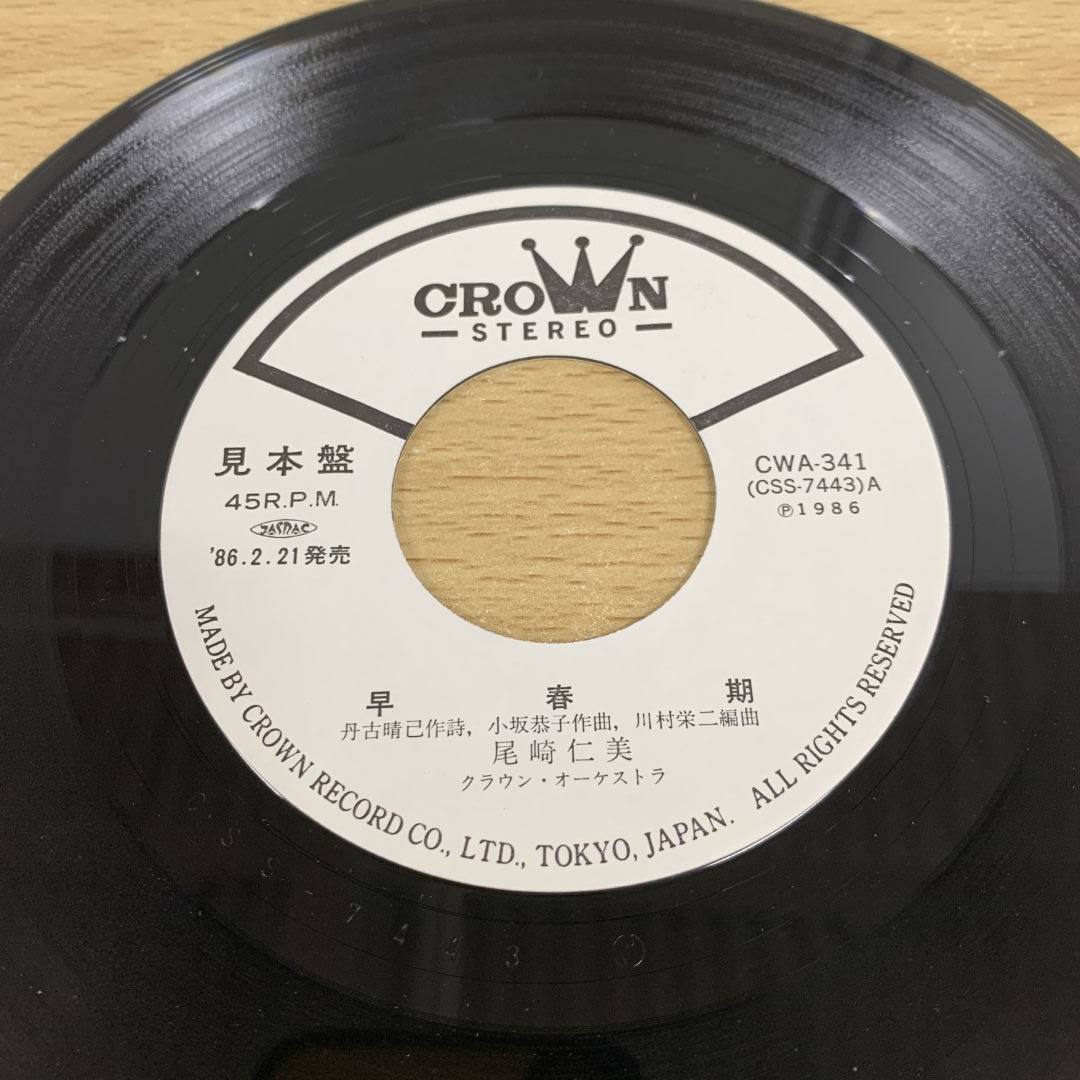 CROWN
STEREO
見本盤
45R.P.M.
JASRAC
'86.2.21発売
CWA-341
(CSS-7443)A
Ⓟ1986
早春期
丹古晴己作詩, 小坂恭子作曲, 川村栄二編曲
尾崎仁美
クラウン・オーケストラ
MADE BY CROWN RECORD CO., LTD., TOKYO, JAPAN. ALL RIGHTS RESERVED
CSS 7443